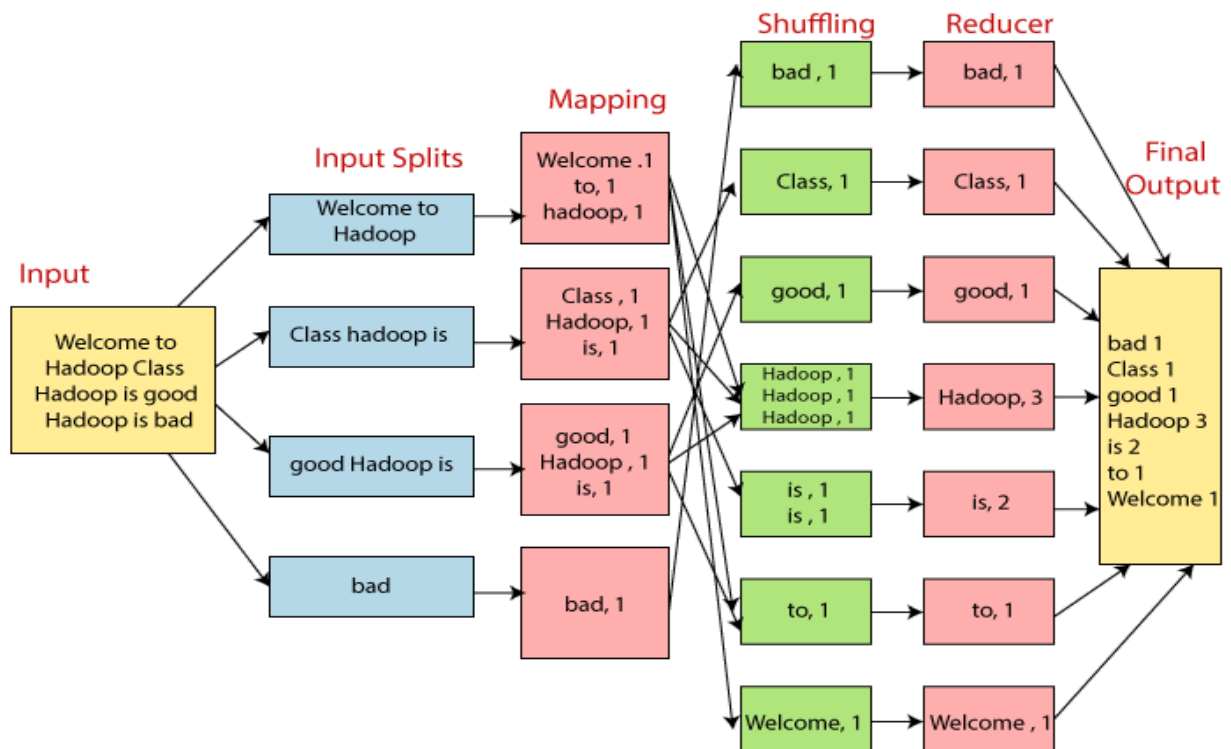 Input
Welcome to
Hadoop Class
Hadoop is good
Hadoop is bad
Input Splits
Welcome to
Hadoop
Class hadoop is
good Hadoop is
bad
Mapping
Welcome .1
to, 1
hadoop, 1
Class , 1
Hadoop, 1
is, 1
good, 1
Hadoop , 1
is, 1
bad, 1
Shuffling
bad , 1
Class, 1
good, 1
Hadoop , 1
Hadoop , 1
Hadoop , 1
is , 1
is , 1
to, 1
Welcome, 1
Reducer
bad, 1
Class, 1
good, 1
Hadoop, 3
is, 2
to, 1
Welcome , 1
Final
Output
bad 1
Class 1
good 1
Hadoop 3
is 2
to 1
Welcome 1